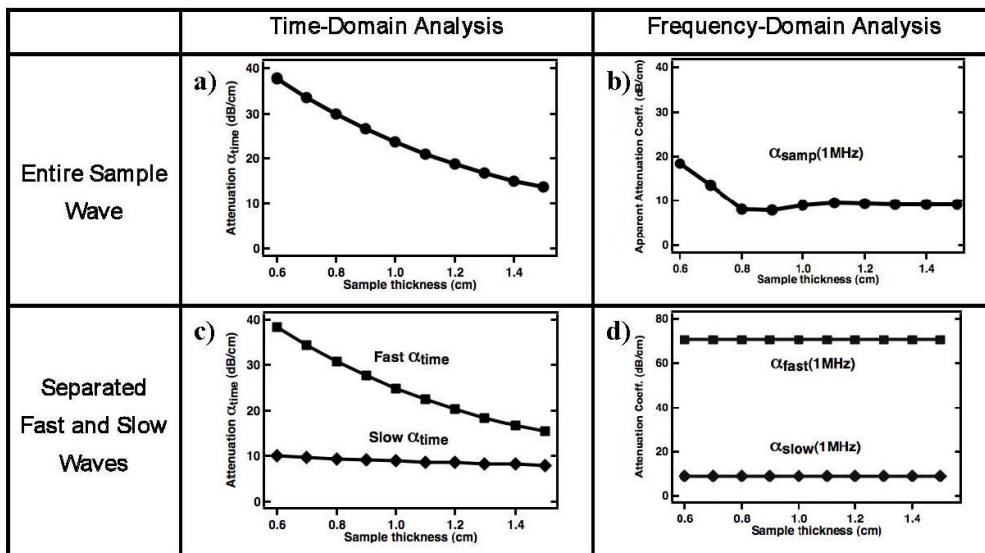 Time-Domain Analysis
Frequency-Domain Analysis
Entire Sample
Wave
a)
Attenuation αtime (dB/cm)
40
30
20
10
0
0.6 0.8 1.0 1.2 1.4
Sample thickness (cm)
b)
Apparent Attenuation Coeff. (dB/cm)
40
30
20
10
0
αsamp(1MHz)
0.6 0.8 1.0 1.2 1.4
Sample thickness (cm)
Separated
Fast and Slow
Waves
c)
Attenuation αtime (dB/cm)
40
30
20
10
0
Fast αtime
Slow αtime
0.6 0.8 1.0 1.2 1.4
Sample thickness (cm)
d)
Attenuation Coeff. (dB/cm)
80
60
40
20
0
αfast(1MHz)
αslow(1MHz)
0.6 0.8 1.0 1.2 1.4
Sample thickness (cm)